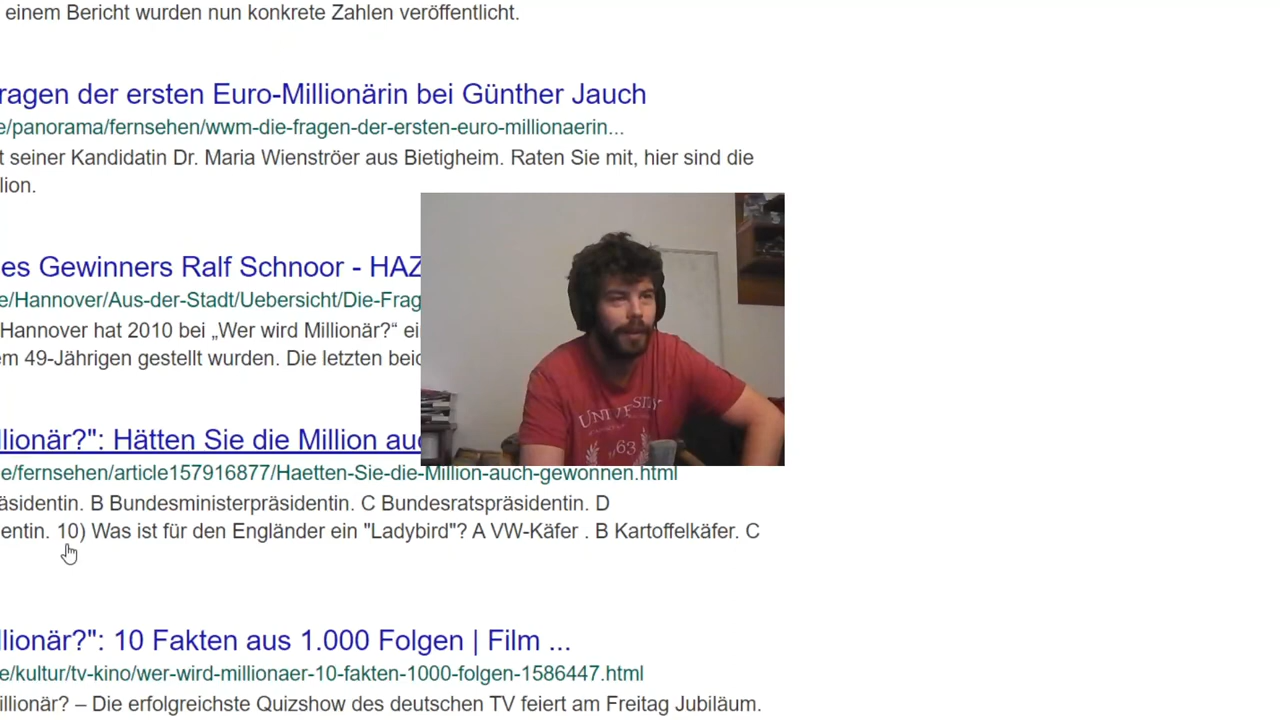 einem Bericht wurden nun konkrete Zahlen veröffentlicht.
ragen der ersten Euro-Millionärin bei Günther Jauch
e/panorama/fernsehen/wwm-die-fragen-der-ersten-euro-millionaerin...
t seiner Kandidatin Dr. Maria Wienströer aus Bietigheim. Raten Sie mit, hier sind die
lion.
es Gewinners Ralf Schnoor - HAZ
e/Hannover/Aus-der-Stadt/Uebersicht/Die-Frag
Hannover hat 2010 bei „Wer wird Millionär?“ ei
em 49-Jährigen gestellt wurden. Die letzten beid
UNIVERSITY
63
llionär?": Hätten Sie die Million auc
e/fernsehen/article157916877/Haetten-Sie-die-Million-auch-gewonnen.html
äsidentin. B Bundesministerpräsidentin. C Bundesratspräsidentin. D
entin. 10) Was ist für den Engländer ein "Ladybird"? A VW-Käfer . B Kartoffelkäfer. C
llionär?": 10 Fakten aus 1.000 Folgen | Film ...
e/kultur/tv-kino/wer-wird-millionaer-10-fakten-1000-folgen-1586447.html
illionär? – Die erfolgreichste Quizshow des deutschen TV feiert am Freitag Jubiläum.